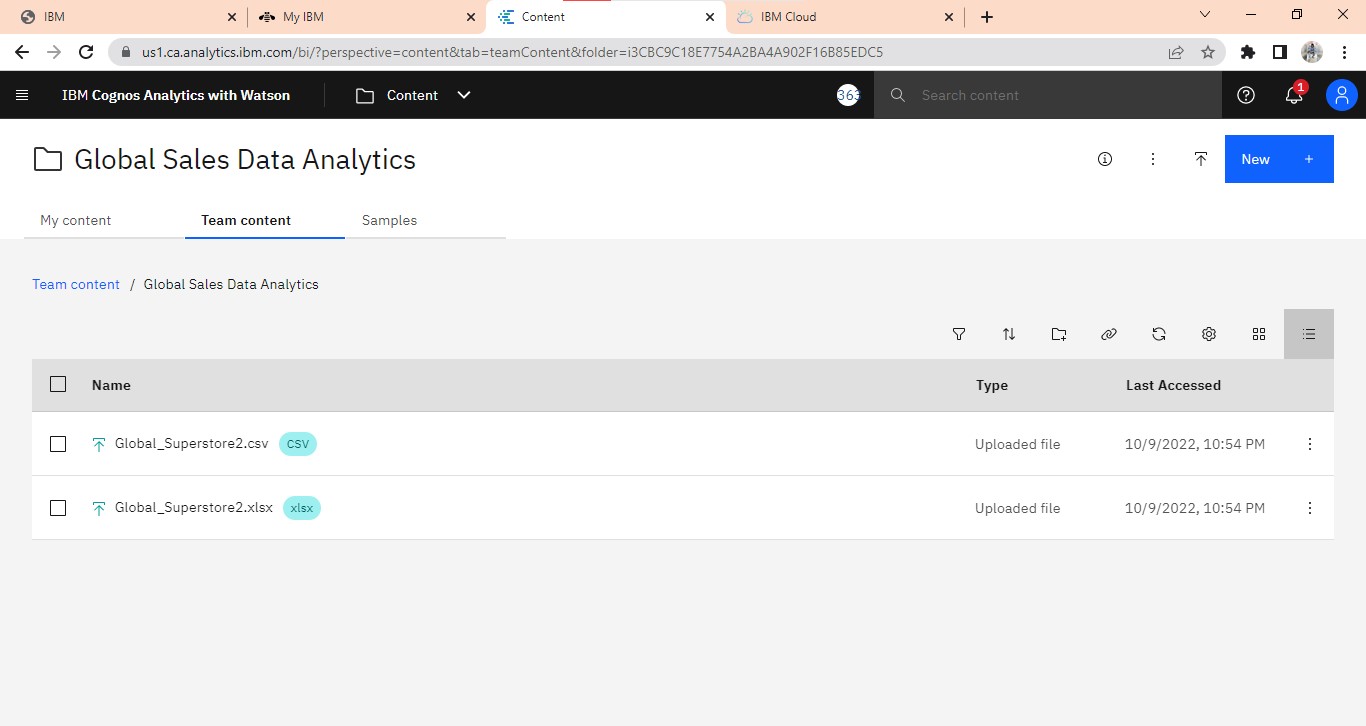 IBM My IBM Content IBM Cloud
us1.ca.analytics.ibm.com/bi/?perspective=content&tab=teamContent&folder=i3CBC9C18E7754A2BA4A902F16B85EDC5
IBM Cognos Analytics with Watson Content 363 Search content 1
Global Sales Data Analytics New +
My content Team content Samples
Team content / Global Sales Data Analytics
Name Type Last Accessed
Global_Superstore2.csv CSV Uploaded file 10/9/2022, 10:54 PM
Global_Superstore2.xlsx xlsx Uploaded file 10/9/2022, 10:54 PM